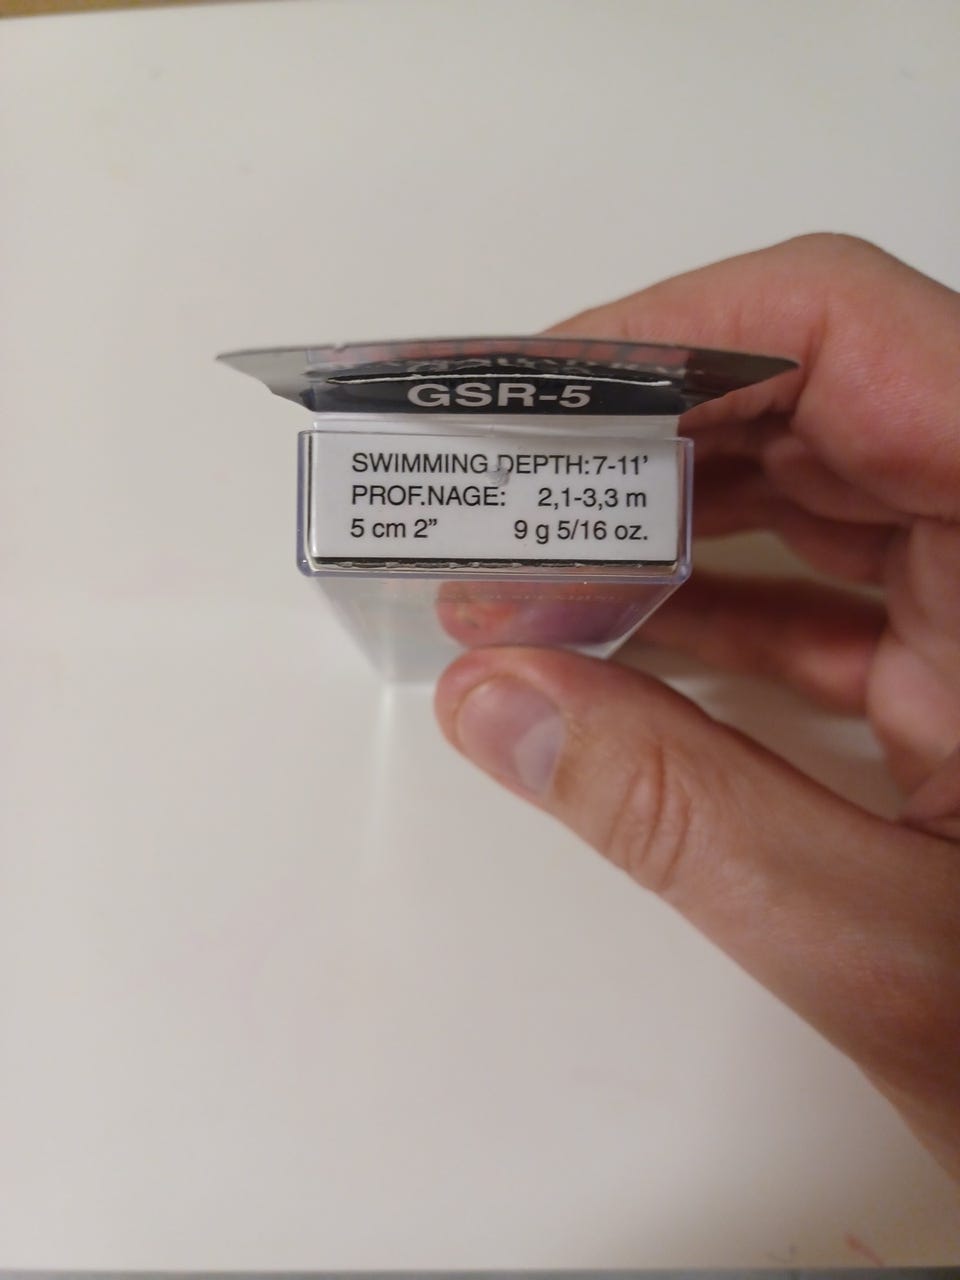 GSR-5
SWIMMING DEPTH: 7-11’
PROF.NAGE: 2,1-3,3 m
5 cm 2” 9 g 5/16 oz.